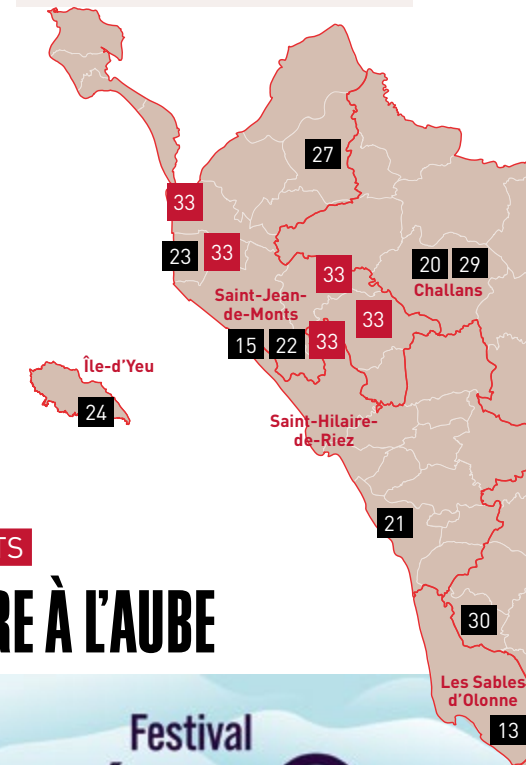 27
33
23 33
20 29
Challans
33
33
Saint-Jean-
de-Monts
15 22 33
Île-d'Yeu
24
Saint-Hilaire-
de-Riez
21
30
Les Sables
d'Olonne
13
TS
RE À L'AUBE
Festival